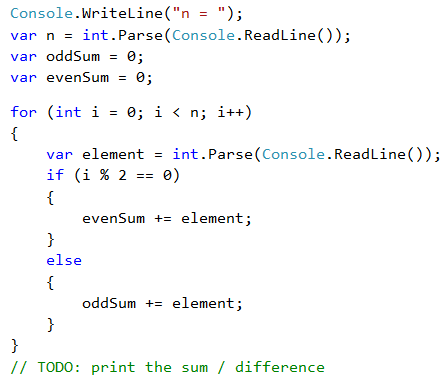 Console.WriteLine("n = ");
var n = int.Parse(Console.ReadLine());
var oddSum = 0;
var evenSum = 0;
for (int i = 0; i < n; i++)
{
    var element = int.Parse(Console.ReadLine());
    if (i % 2 == 0)
    {
        evenSum += element;
    }
    else
    {
        oddSum += element;
    }
}
// TODO: print the sum / difference